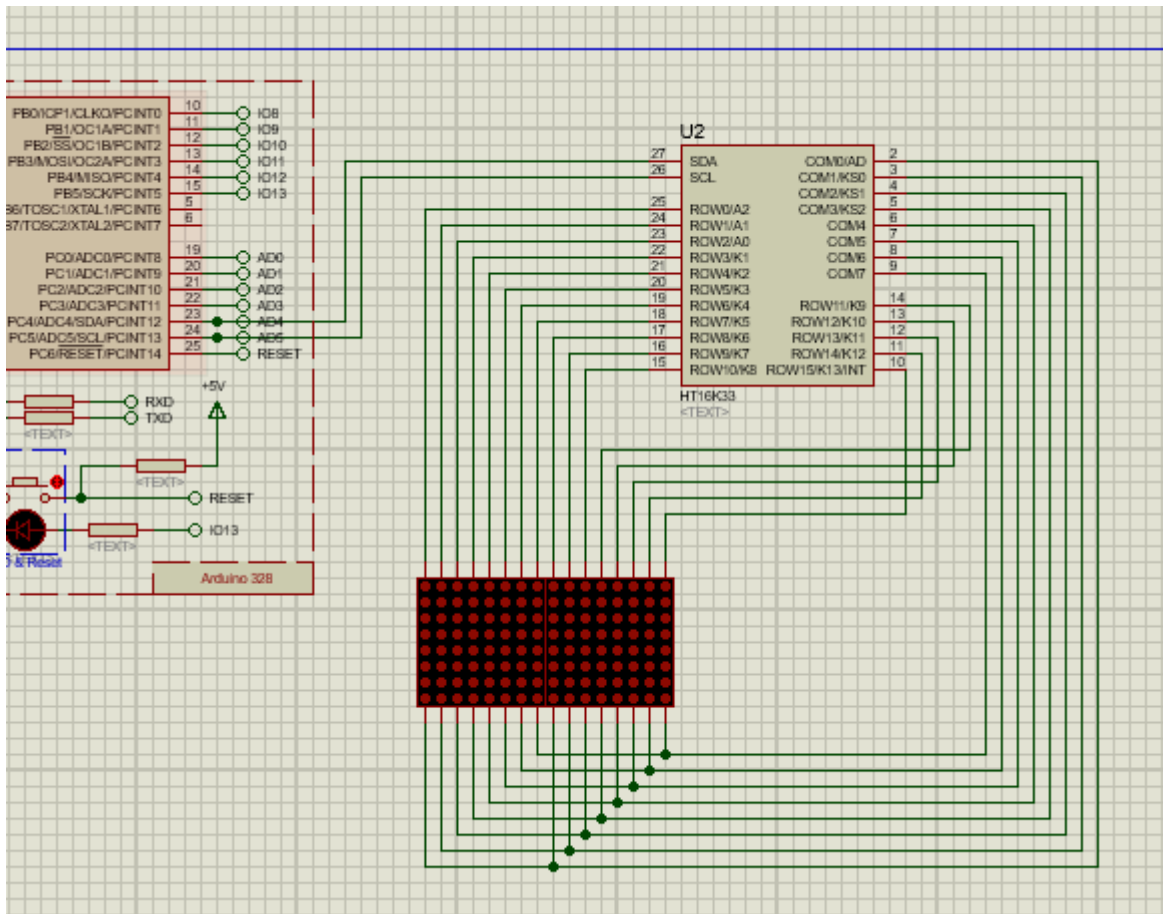 10
PB0/ICP1/CLKO/PCINT0 IO8
11
PB1/OC1A/PCINT1 IO9
12
PB2/SS/OC1B/PCINT2 IO10
13
PB3/MOSI/OC2A/PCINT3 IO11
14
PB4/MISO/PCINT4 IO12
15
PB5/SCK/PCINT5 IO13
5
6/TOSC1/XTAL1/PCINT6
6
7/TOSC2/XTAL2/PCINT7
19
PC0/ADC0/PCINT8 AD0
20
PC1/ADC1/PCINT9 AD1
21
PC2/ADC2/PCINT10 AD2
22
PC3/ADC3/PCINT11 AD3
23
PC4/ADC4/SDA/PCINT12 AD4
24
PC5/ADC5/SCL/PCINT13 AD5
25
PC6/RESET/PCINT14 RESET
+5V
RXD
TXD
<TEXT>
<TEXT>
RESET
IO13
<TEXT>
& Reset
Arduino 328
U2
27 SDA COM0/AD 2
26 SCL COM1/KS0 3
COM2/KS1 4
25 ROW0/A2 COM3/KS2 5
24 ROW1/A1 COM4 6
23 ROW2/A0 COM5 7
22 ROW3/K1 COM6 8
21 ROW4/K2 COM7 9
20 ROW5/K3
19 ROW6/K4 ROW11/K9 14
18 ROW7/K5 ROW12/K10 13
17 ROW8/K6 ROW13/K11 12
16 ROW9/K7 ROW14/K12 11
15 ROW10/K8 ROW15/K13/INT 10
HT16K33
<TEXT>